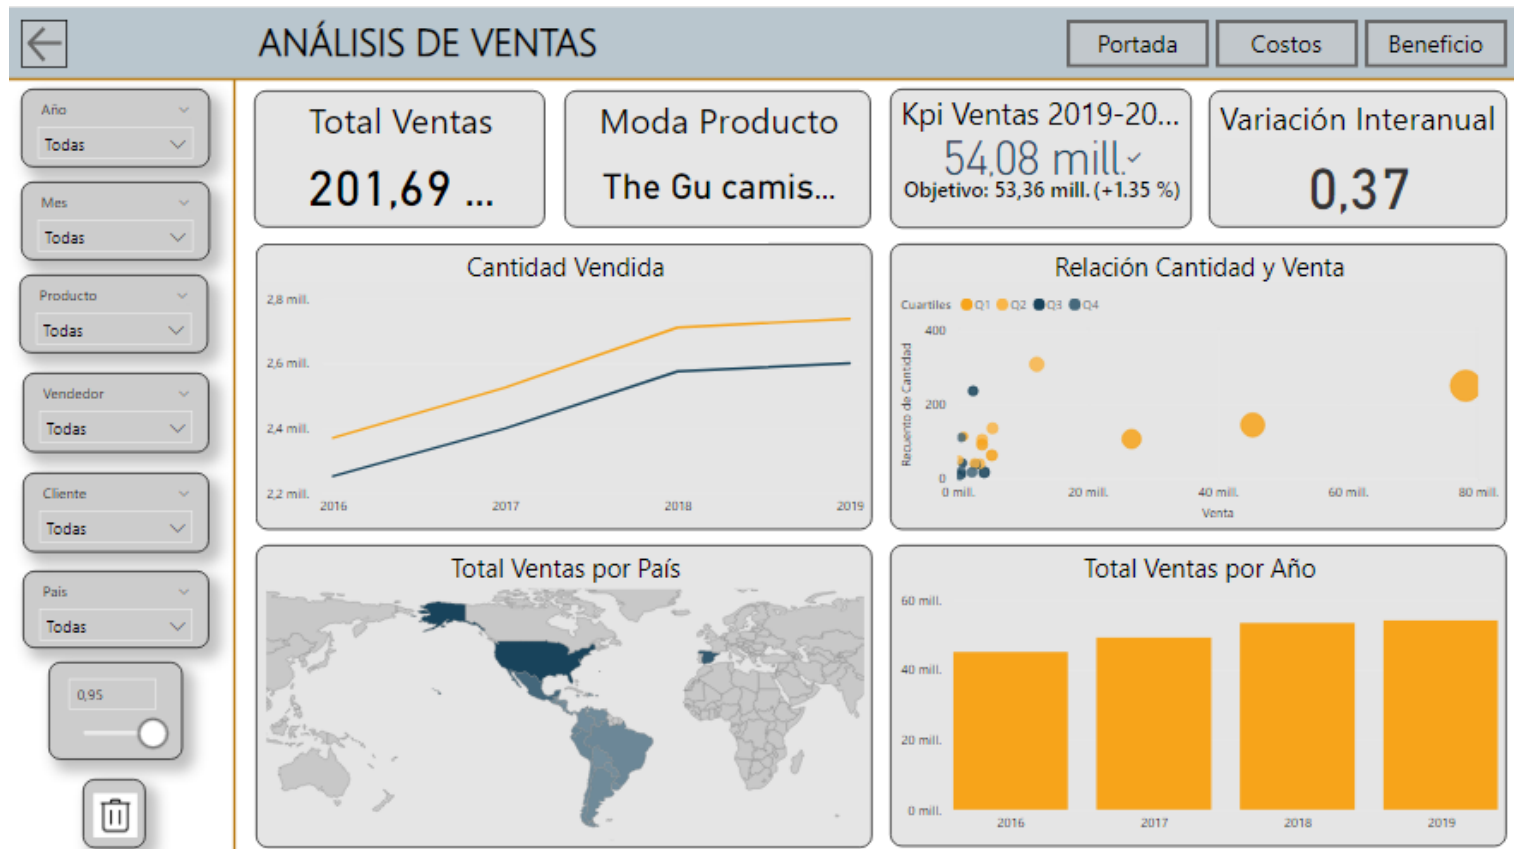 ANÁLISIS DE VENTAS
Portada
Costos
Beneficio
Año
Todas
Mes
Todas
Producto
Todas
Vendedor
Todas
Cliente
Todas
País
Todas
0,95
Total Ventas
201,69 ...
Moda Producto
The Gu camis...
Kpi Ventas 2019-20...
54,08 mill.
Objetivo: 53,36 mill. (+1.35 %)
Variación Interanual
0,37
Cantidad Vendida
2,8 mill.
2,6 mill.
2,4 mill.
2,2 mill.
2016 2017 2018 2019
Relación Cantidad y Venta
Cuartiles Q1 Q2 Q3 Q4
Recuento de Cantidad
400
200
0
0 mill. 20 mill. 40 mill. 60 mill. 80 mill.
Venta
Total Ventas por País
Total Ventas por Año
60 mill.
40 mill.
20 mill.
0 mill.
2016 2017 2018 2019